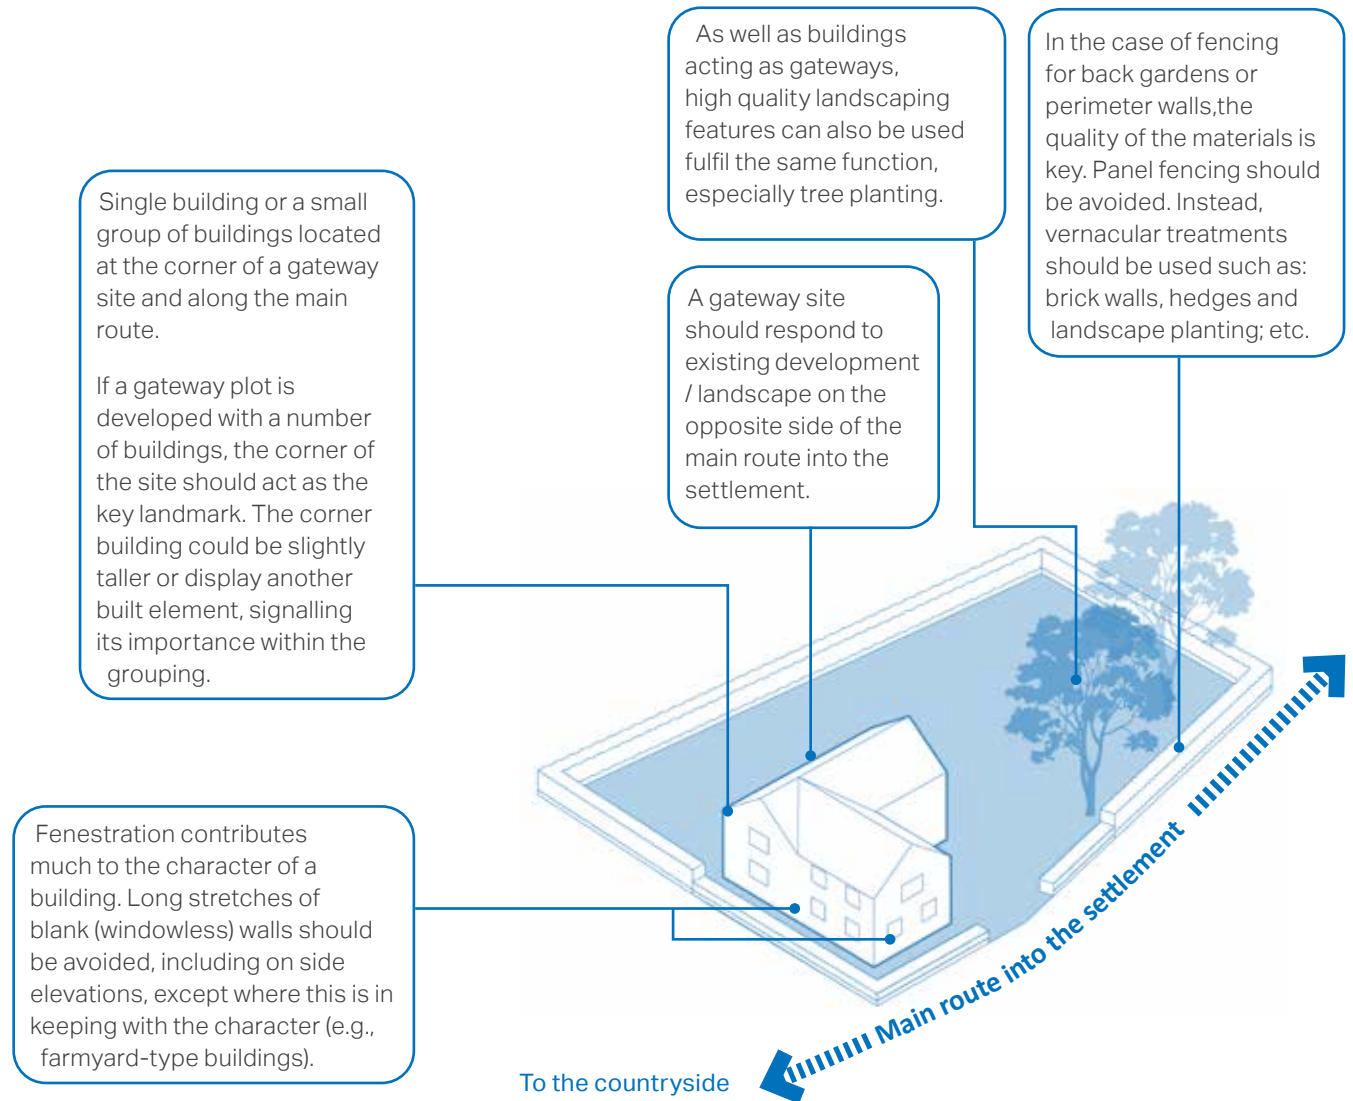 As well as buildings
acting as gateways,
high quality landscaping
features can also be used
fulfil the same function,
especially tree planting.
In the case of fencing
for back gardens or
perimeter walls,the
quality of the materials is
key. Panel fencing should
be avoided. Instead,
vernacular treatments
should be used such as:
brick walls, hedges and
landscape planting; etc.
Single building or a small
group of buildings located
at the corner of a gateway
site and along the main
route.
If a gateway plot is
developed with a number
of buildings, the corner of
the site should act as the
key landmark. The corner
building could be slightly
taller or display another
built element, signalling
its importance within the
grouping.
A gateway site
should respond to
existing development
/ landscape on the
opposite side of the
main route into the
settlement.
Fenestration contributes
much to the character of a
building. Long stretches of
blank (windowless) walls should
be avoided, including on side
elevations, except where this is in
keeping with the character (e.g.,
farmyard-type buildings).
Main route into the settlement
To the countryside